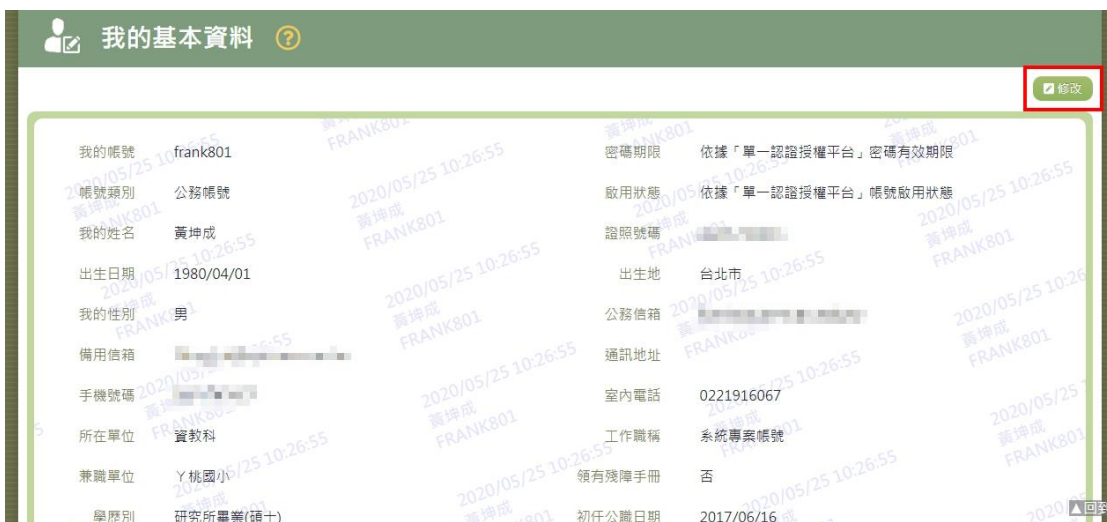 我的基本資料 ?
修改
我的帳號 frank801 密碼期限 依據「單一認證授權平台」密碼有效期限
帳號類別 公務帳號 啟用狀態 依據「單一認證授權平台」帳號啟用狀態
我的姓名 黃坤成 證照號碼
出生日期 1980/04/01 出生地 台北市
我的性別 男 公務信箱
備用信箱 通訊地址
手機號碼 室內電話 0221916067
所在單位 資教科 工作職稱 系統專案帳號
兼職單位 ㄚ桃國小 領有殘障手冊 否
學歷別 研究所畢業(碩士) 初任公職日期 2017/06/16
回到
2020/05/25 10:26:55
黃坤成
FRANK801